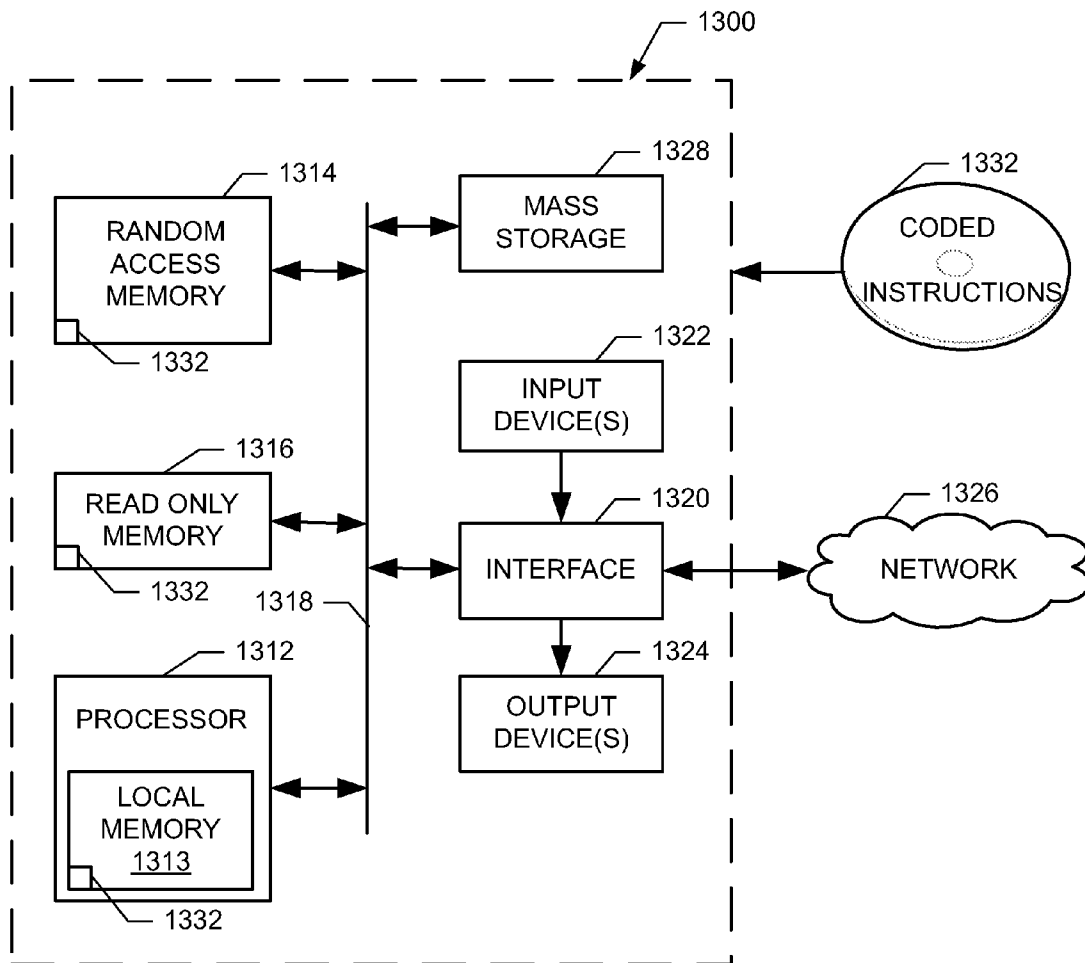 1300
1314
RANDOM
ACCESS
MEMORY
1332
1328
MASS
STORAGE
1332
CODED
INSTRUCTIONS
1322
INPUT
DEVICE(S)
1316
READ ONLY
MEMORY
1332
1320
INTERFACE
1326
NETWORK
1318
1312
PROCESSOR
LOCAL
MEMORY
1313
1332
1324
OUTPUT
DEVICE(S)